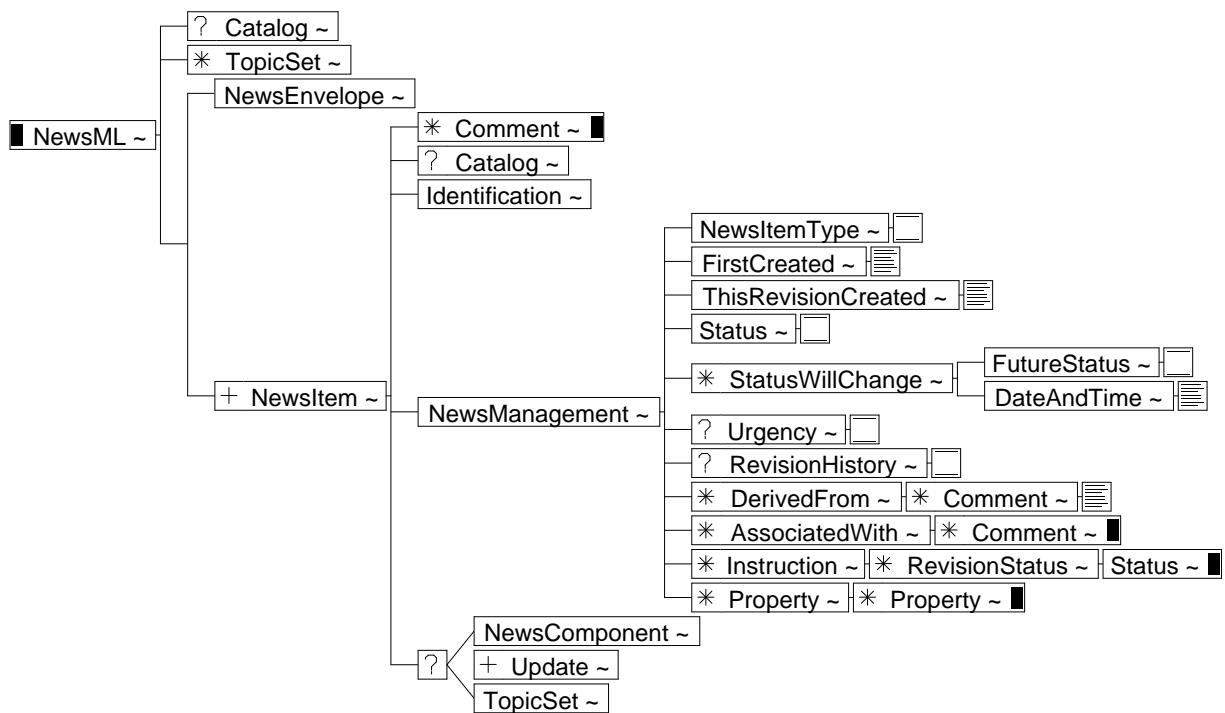 ? Catalog ~
* TopicSet ~
NewsEnvelope ~
NewsML ~
* Comment ~
? Catalog ~
Identification ~
NewsItemType ~
FirstCreated ~
ThisRevisionCreated ~
Status ~
* StatusWillChange ~
FutureStatus ~
DateAndTime ~
+ NewsItem ~
NewsManagement ~
? Urgency ~
? RevisionHistory ~
* DerivedFrom ~ * Comment ~
* AssociatedWith ~ * Comment ~
* Instruction ~ * RevisionStatus ~ Status ~
* Property ~ * Property ~
?
NewsComponent ~
+ Update ~
TopicSet ~